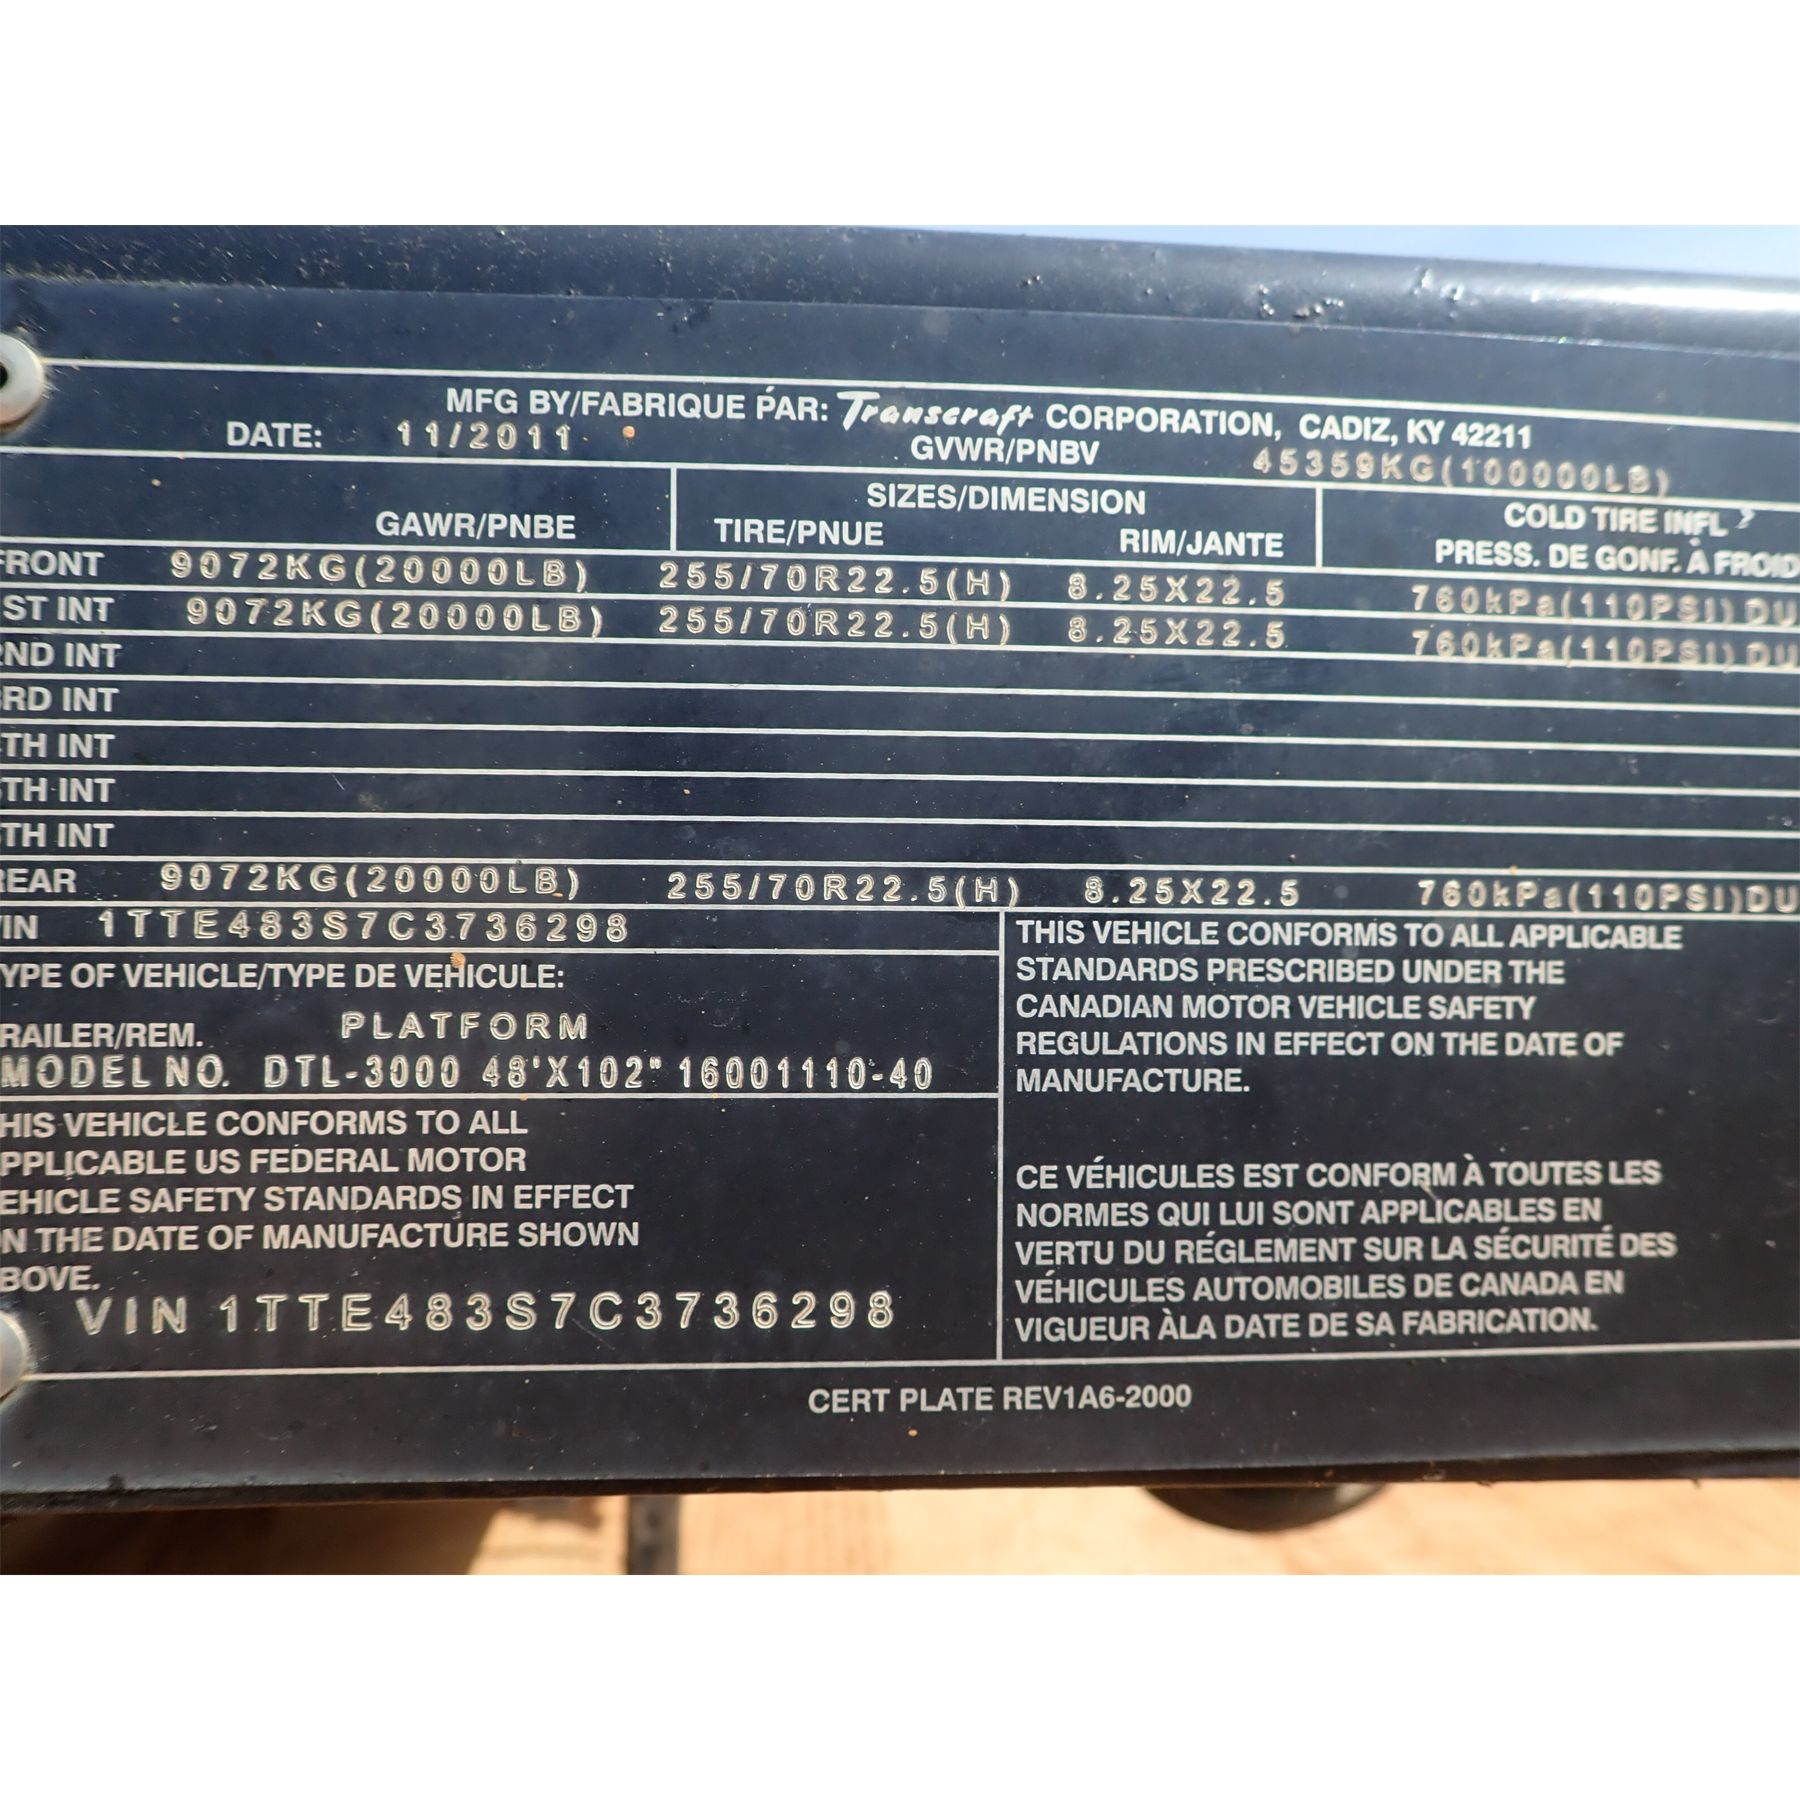 MFG BY/FABRIQUE PAR: Transcraft CORPORATION, CADIZ, KY 42211
DATE: 11/2011 GVWR/PNBV 45359KG(100000LB)
SIZES/DIMENSION
GAWR/PNBE TIRE/PNUE RIM/JANTE COLD TIRE INFL
PRESS. DE GONF. À FROID
FRONT 9072KG(20000LB) 255/70R22.5(H) 8.25X22.5 760kPa(110PSI)DU
ST INT 9072KG(20000LB) 255/70R22.5(H) 8.25X22.5 760kPa(110PSI)DU
2ND INT
3RD INT
TH INT
TH INT
TH INT
EAR 9072KG(20000LB) 255/70R22.5(H) 8.25X22.5 760kPa(110PSI)DU
IN 1TTE483S7C3736298
YPE OF VEHICLE/TYPE DE VEHICULE:
RAILER/REM. PLATFORM
MODEL NO. DTL-3000 48'X102" 16001110-40
HIS VEHICLE CONFORMS TO ALL
PPLICABLE US FEDERAL MOTOR
EHICLE SAFETY STANDARDS IN EFFECT
N THE DATE OF MANUFACTURE SHOWN
BOVE.
VIN 1TTE483S7C3736298
THIS VEHICLE CONFORMS TO ALL APPLICABLE
STANDARDS PRESCRIBED UNDER THE
CANADIAN MOTOR VEHICLE SAFETY
REGULATIONS IN EFFECT ON THE DATE OF
MANUFACTURE.
CE VÉHICULES EST CONFORM À TOUTES LES
NORMES QUI LUI SONT APPLICABLES EN
VERTU DU RÉGLEMENT SUR LA SÉCURITÉ DES
VÉHICULES AUTOMOBILES DE CANADA EN
VIGUEUR ÀLA DATE DE SA FABRICATION.
CERT PLATE REV1A6-2000